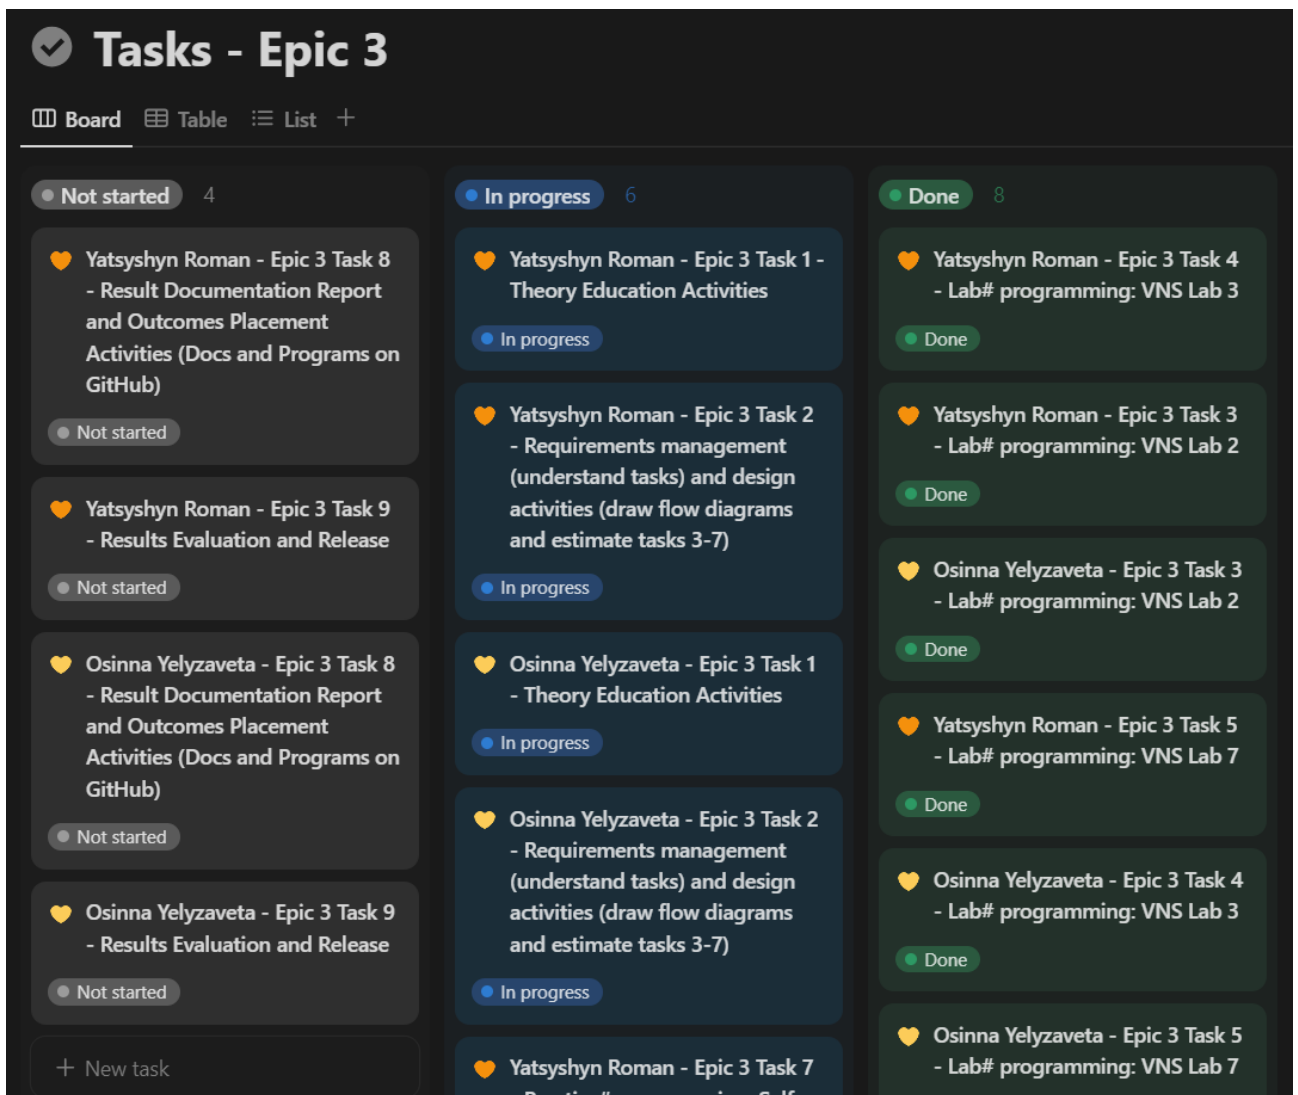 Tasks - Epic 3
Board Table List +
Not started 4
Yatsyshyn Roman - Epic 3 Task 8
- Result Documentation Report
and Outcomes Placement
Activities (Docs and Programs on
GitHub)
Not started
Yatsyshyn Roman - Epic 3 Task 9
- Results Evaluation and Release
Not started
Osinna Yelyzaveta - Epic 3 Task 8
- Result Documentation Report
and Outcomes Placement
Activities (Docs and Programs on
GitHub)
Not started
Osinna Yelyzaveta - Epic 3 Task 9
- Results Evaluation and Release
Not started
+ New task
In progress 6
Yatsyshyn Roman - Epic 3 Task 1 -
Theory Education Activities
In progress
Yatsyshyn Roman - Epic 3 Task 2
- Requirements management
(understand tasks) and design
activities (draw flow diagrams
and estimate tasks 3-7)
In progress
Osinna Yelyzaveta - Epic 3 Task 1
- Theory Education Activities
In progress
Osinna Yelyzaveta - Epic 3 Task 2
- Requirements management
(understand tasks) and design
activities (draw flow diagrams
and estimate tasks 3-7)
In progress
Yatsyshyn Roman - Epic 3 Task 7
Done 8
Yatsyshyn Roman - Epic 3 Task 4
- Lab# programming: VNS Lab 3
Done
Yatsyshyn Roman - Epic 3 Task 3
- Lab# programming: VNS Lab 2
Done
Osinna Yelyzaveta - Epic 3 Task 3
- Lab# programming: VNS Lab 2
Done
Yatsyshyn Roman - Epic 3 Task 5
- Lab# programming: VNS Lab 7
Done
Osinna Yelyzaveta - Epic 3 Task 4
- Lab# programming: VNS Lab 3
Done
Osinna Yelyzaveta - Epic 3 Task 5
- Lab# programming: VNS Lab 7